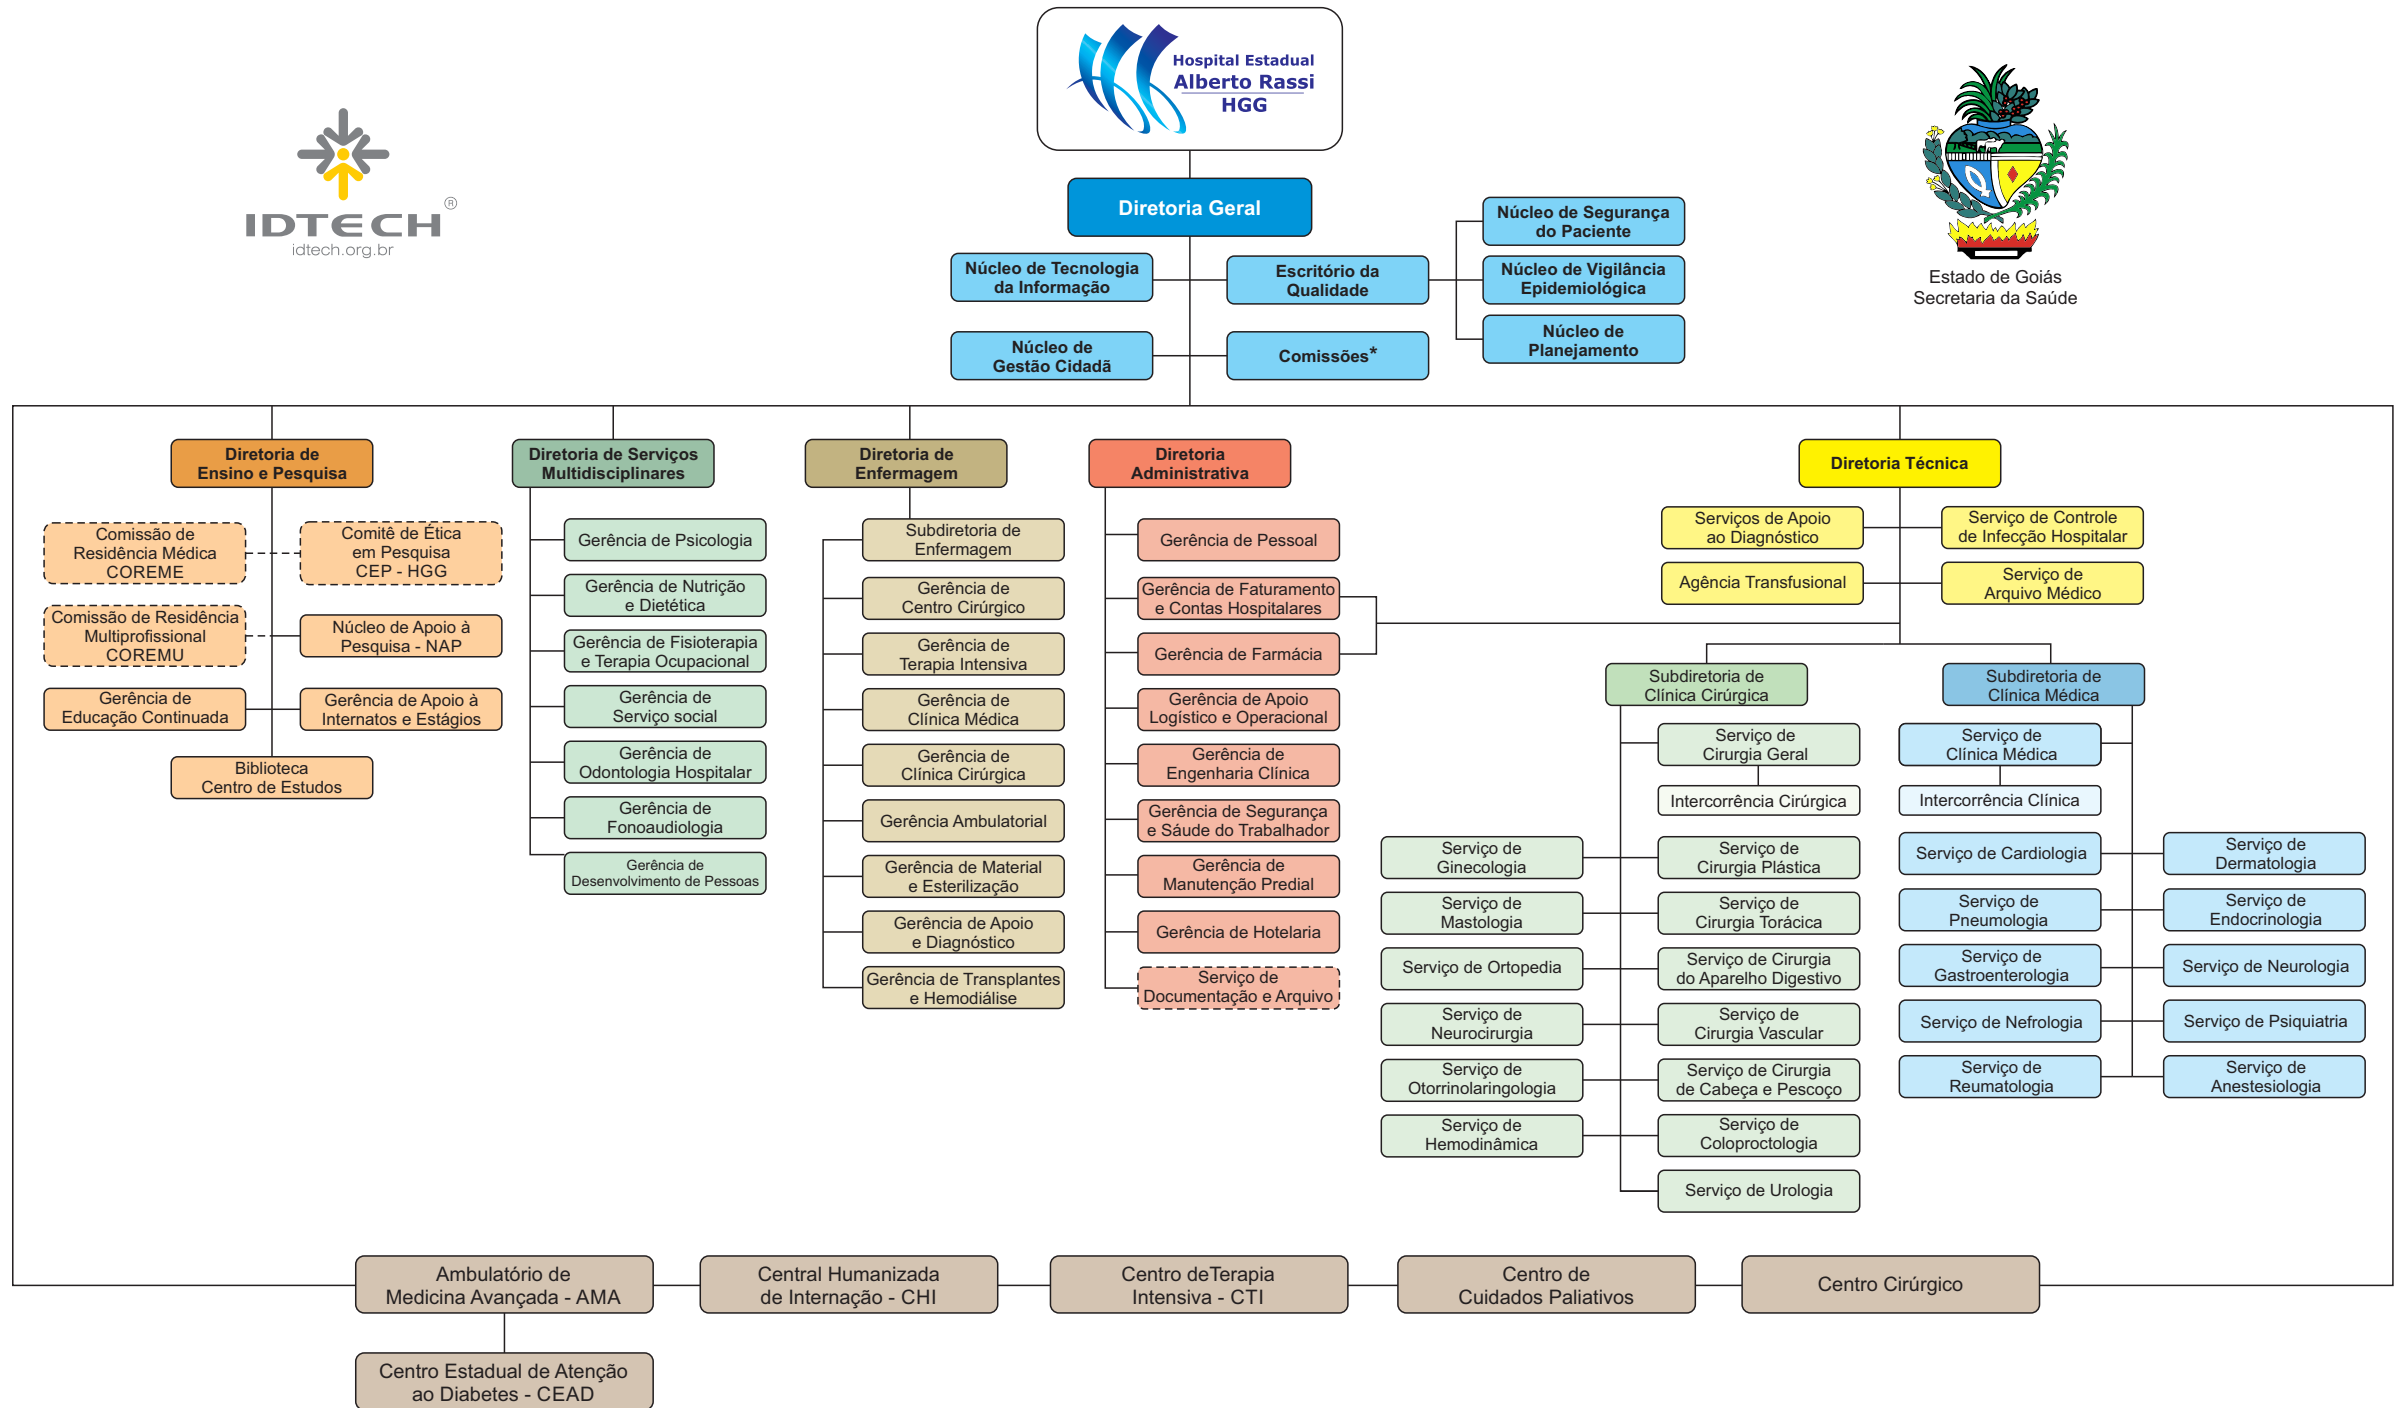 Hospital Estadual
Alberto Rassi
HGG
IDTECH®
idtech.org.br
Estado de Goiás
Secretaria da Saúde
Diretoria Geral
Núcleo de Tecnologia
da Informação
Escritório da
Qualidade
Núcleo de Segurança
do Paciente
Núcleo de Vigilância
Epidemiológica
Núcleo de
Planejamento
Núcleo de
Gestão Cidadã
Comissões*
Diretoria de
Ensino e Pesquisa
Comissão de
Residência Médica
COREME
Comitê de Ética
em Pesquisa
CEP - HGG
Comissão de Residência
Multiprofissional
COREMU
Núcleo de Apoio à
Pesquisa - NAP
Gerência de
Educação Continuada
Gerência de Apoio à
Internatos e Estágios
Biblioteca
Centro de Estudos
Diretoria de Serviços
Multidisciplinares
Gerência de Psicologia
Gerência de Nutrição
e Dietética
Gerência de Fisioterapia
e Terapia Ocupacional
Gerência de
Serviço social
Gerência de
Odontologia Hospitalar
Gerência de
Fonoaudiologia
Gerência de
Desenvolvimento de Pessoas
Diretoria de
Enfermagem
Subdiretoria de
Enfermagem
Gerência de
Centro Cirúrgico
Gerência de
Terapia Intensiva
Gerência de
Clínica Médica
Gerência de
Clínica Cirúrgica
Gerência Ambulatorial
Gerência de Material
e Esterilização
Gerência de Apoio
e Diagnóstico
Gerência de Transplantes
e Hemodiálise
Diretoria
Administrativa
Gerência de Pessoal
Gerência de Faturamento
e Contas Hospitalares
Gerência de Farmácia
Gerência de Apoio
Logístico e Operacional
Gerência de
Engenharia Clínica
Gerência de Segurança
e Sáude do Trabalhador
Gerência de
Manutenção Predial
Gerência de Hotelaria
Serviço de
Documentação e Arquivo
Diretoria Técnica
Serviços de Apoio
ao Diagnóstico
Serviço de Controle
de Infecção Hospitalar
Agência Transfusional
Serviço de
Arquivo Médico
Subdiretoria de
Clínica Cirúrgica
Serviço de
Cirurgia Geral
Intercorrência Cirúrgica
Serviço de
Ginecologia
Serviço de
Cirurgia Plástica
Serviço de
Mastologia
Serviço de
Cirurgia Torácica
Serviço de Ortopedia
Serviço de Cirurgia
do Aparelho Digestivo
Serviço de
Neurocirurgia
Serviço de
Cirurgia Vascular
Serviço de
Otorrinolaringologia
Serviço de Cirurgia
de Cabeça e Pescoço
Serviço de
Hemodinâmica
Serviço de
Coloproctologia
Serviço de Urologia
Subdiretoria de
Clínica Médica
Serviço de
Clínica Médica
Intercorrência Clínica
Serviço de Cardiologia
Serviço de
Dermatologia
Serviço de
Pneumologia
Serviço de
Endocrinologia
Serviço de
Gastroenterologia
Serviço de Neurologia
Serviço de Nefrologia
Serviço de Psiquiatria
Serviço de
Reumatologia
Serviço de
Anestesiologia
Ambulatório de
Medicina Avançada - AMA
Central Humanizada
de Internação - CHI
Centro deTerapia
Intensiva - CTI
Centro de
Cuidados Paliativos
Centro Cirúrgico
Centro Estadual de Atenção
ao Diabetes - CEAD